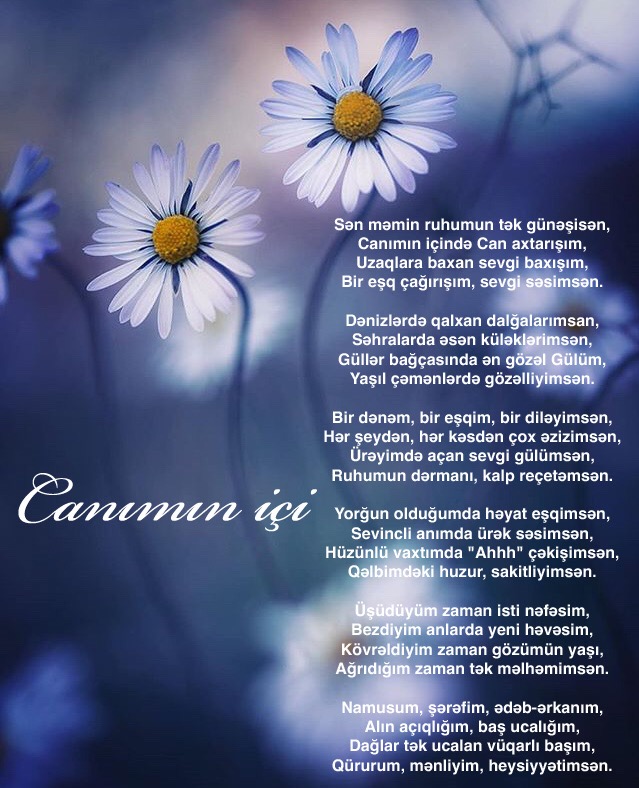 Sən məmin ruhumun tək günəşisən,
Canımın içində Can axtarışım,
Uzaqlara baxan sevgi baxışım,
Bir eşq çağırışım, sevgi səsimsən.
Dənizlərdə qalxan dalğalarımsan,
Səhralarda əsən küləklərimsən,
Güllər bağçasında ən gözəl Gülüm,
Yaşıl çəmənlərdə gözəlliyimsən.
Bir dənəm, bir eşqim, bir diləyimsən,
Hər şeydən, hər kəsdən çox əzizimsən,
Ürəyimdə açan sevgi gülümsən,
Ruhumun dərmanı, kalp reçetəmsən.
Canımın içi
Yorğun olduğumda həyat eşqimsən,
Sevincli anımda ürək səsimsən,
Hüzünlü vaxtımda "Ahhh" çəkişimsən,
Qəlbimdəki huzur, sakitliyimsən.
Üşüdüyüm zaman isti nəfəsim,
Bezdiyim anlarda yeni həvəsim,
Kövrəldiyim zaman gözümün yaşı,
Ağrıdığım zaman tək məlhəmimsən.
Namusum, şərəfim, ədəb-ərkanım,
Alın açıqlığım, baş ucalığım,
Dağlar tək ucalan vüqarlı başım,
Qürurum, mənliyim, heysiyyətimsən.